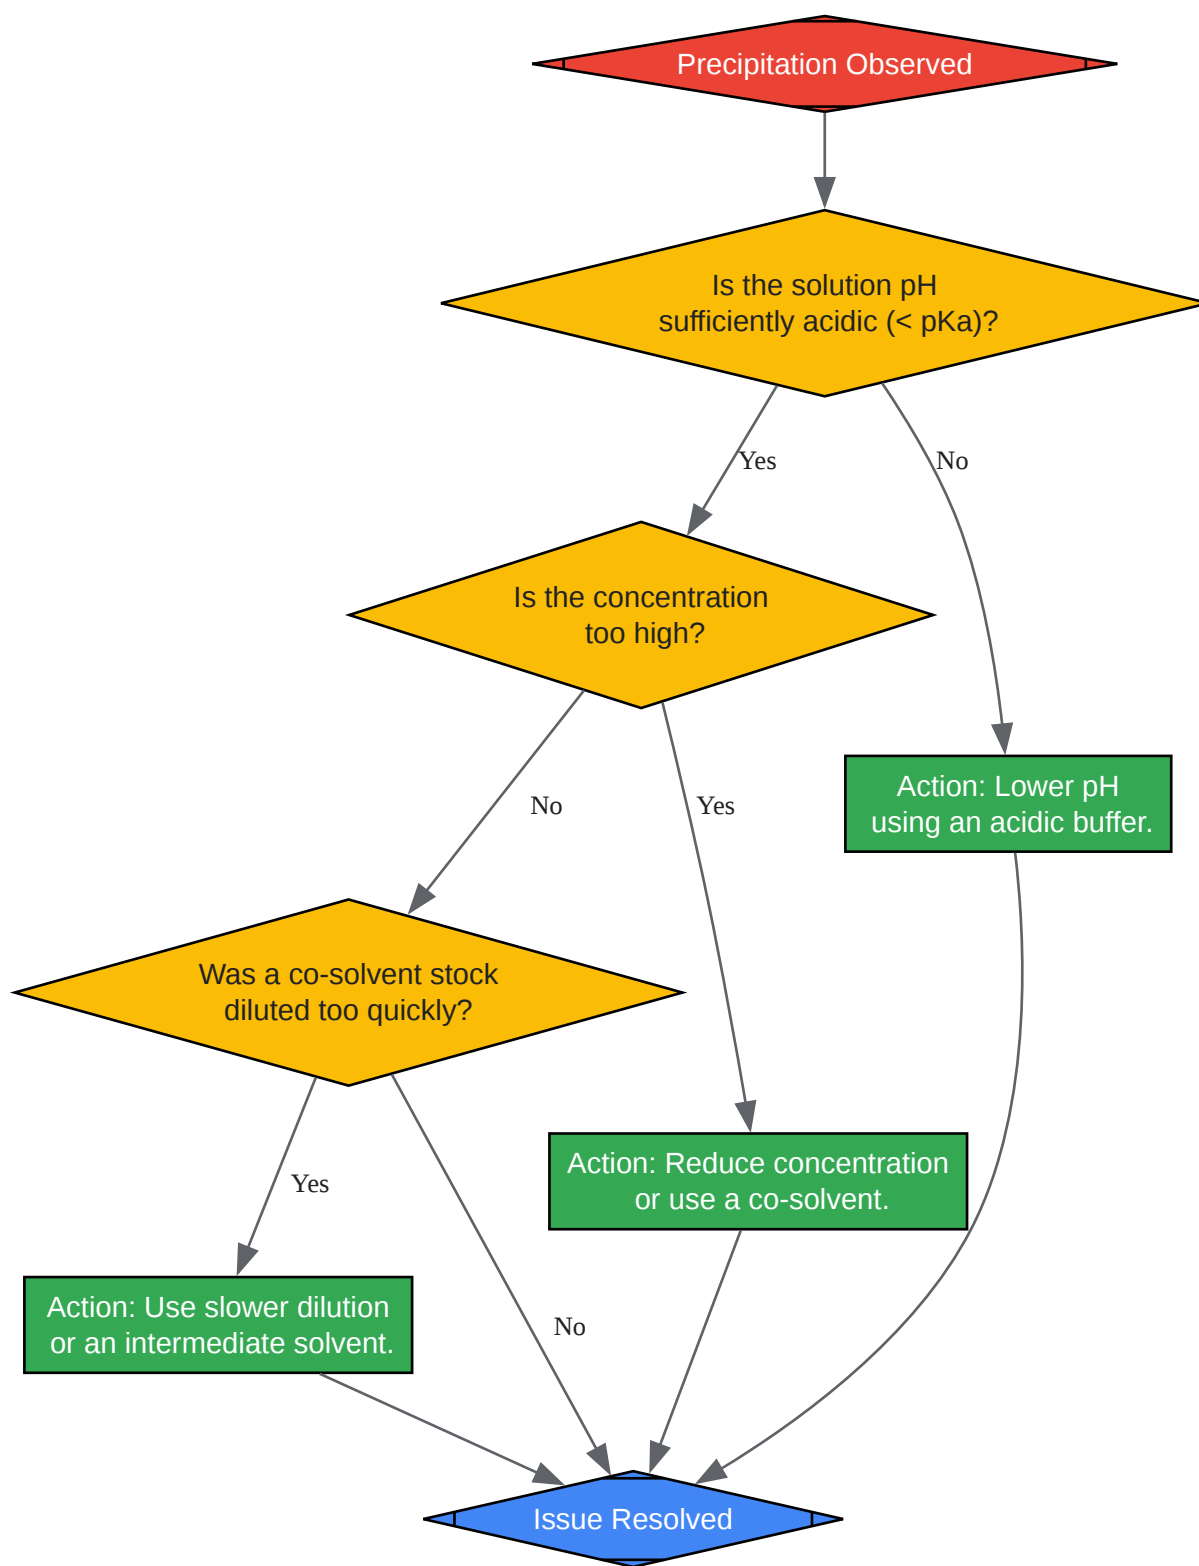 Precipitation Observed
Is the solution pH
sufficiently acidic (< pKa)?
Yes
No
Is the concentration
too high?
Action: Lower pH
using an acidic buffer.
No
Yes
Was a co-solvent stock
diluted too quickly?
Action: Reduce concentration
or use a co-solvent.
Yes
Action: Use slower dilution
or an intermediate solvent.
No
Issue Resolved